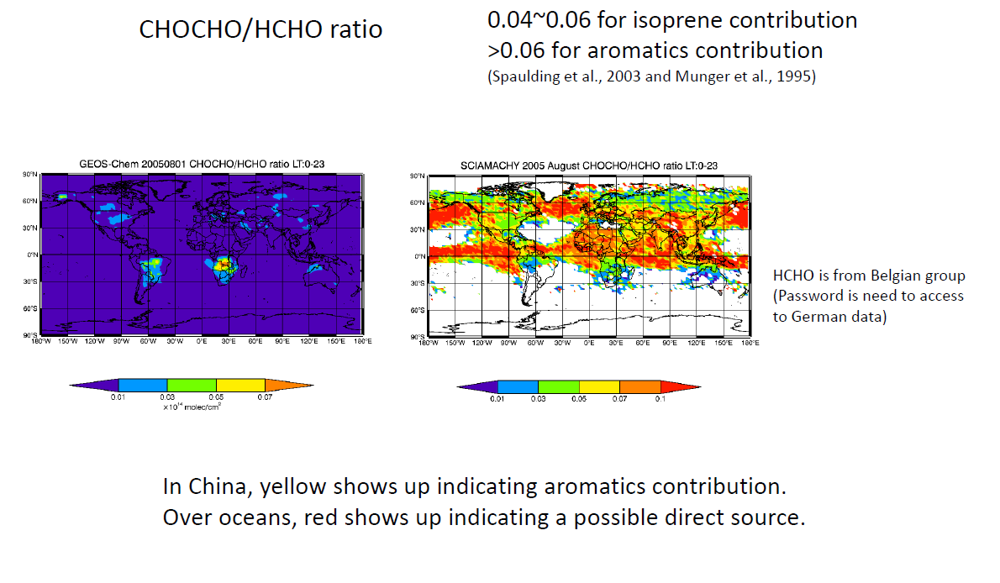 CHOCHO/HCHO ratio
0.04~0.06 for isoprene contribution
>0.06 for aromatics contribution
(Spaulding et al., 2003 and Munger et al., 1995)
GEOS-Chem 20050801 CHOCHO/HCHO ratio LT:0-23
90°N
60°N
30°N
0°N
30°S
60°S
90°S
180°W 150°W 120°W 90°W 60°W 30°W 0°E 30°E 60°E 90°E 120°E 150°E 180°E
0.01 0.03 0.05 0.07
×10¹⁴ molec/cm²
SCIAMACHY 2005 August CHOCHO/HCHO ratio LT:0-23
90°N
60°N
30°N
0°N
30°S
60°S
90°S
180°W 150°W 120°W 90°W 60°W 30°W 0°E 30°E 60°E 90°E 120°E 150°E 180°E
0.01 0.03 0.05 0.07 0.1
HCHO is from Belgian group
(Password is need to access
to German data)
In China, yellow shows up indicating aromatics contribution.
Over oceans, red shows up indicating a possible direct source.